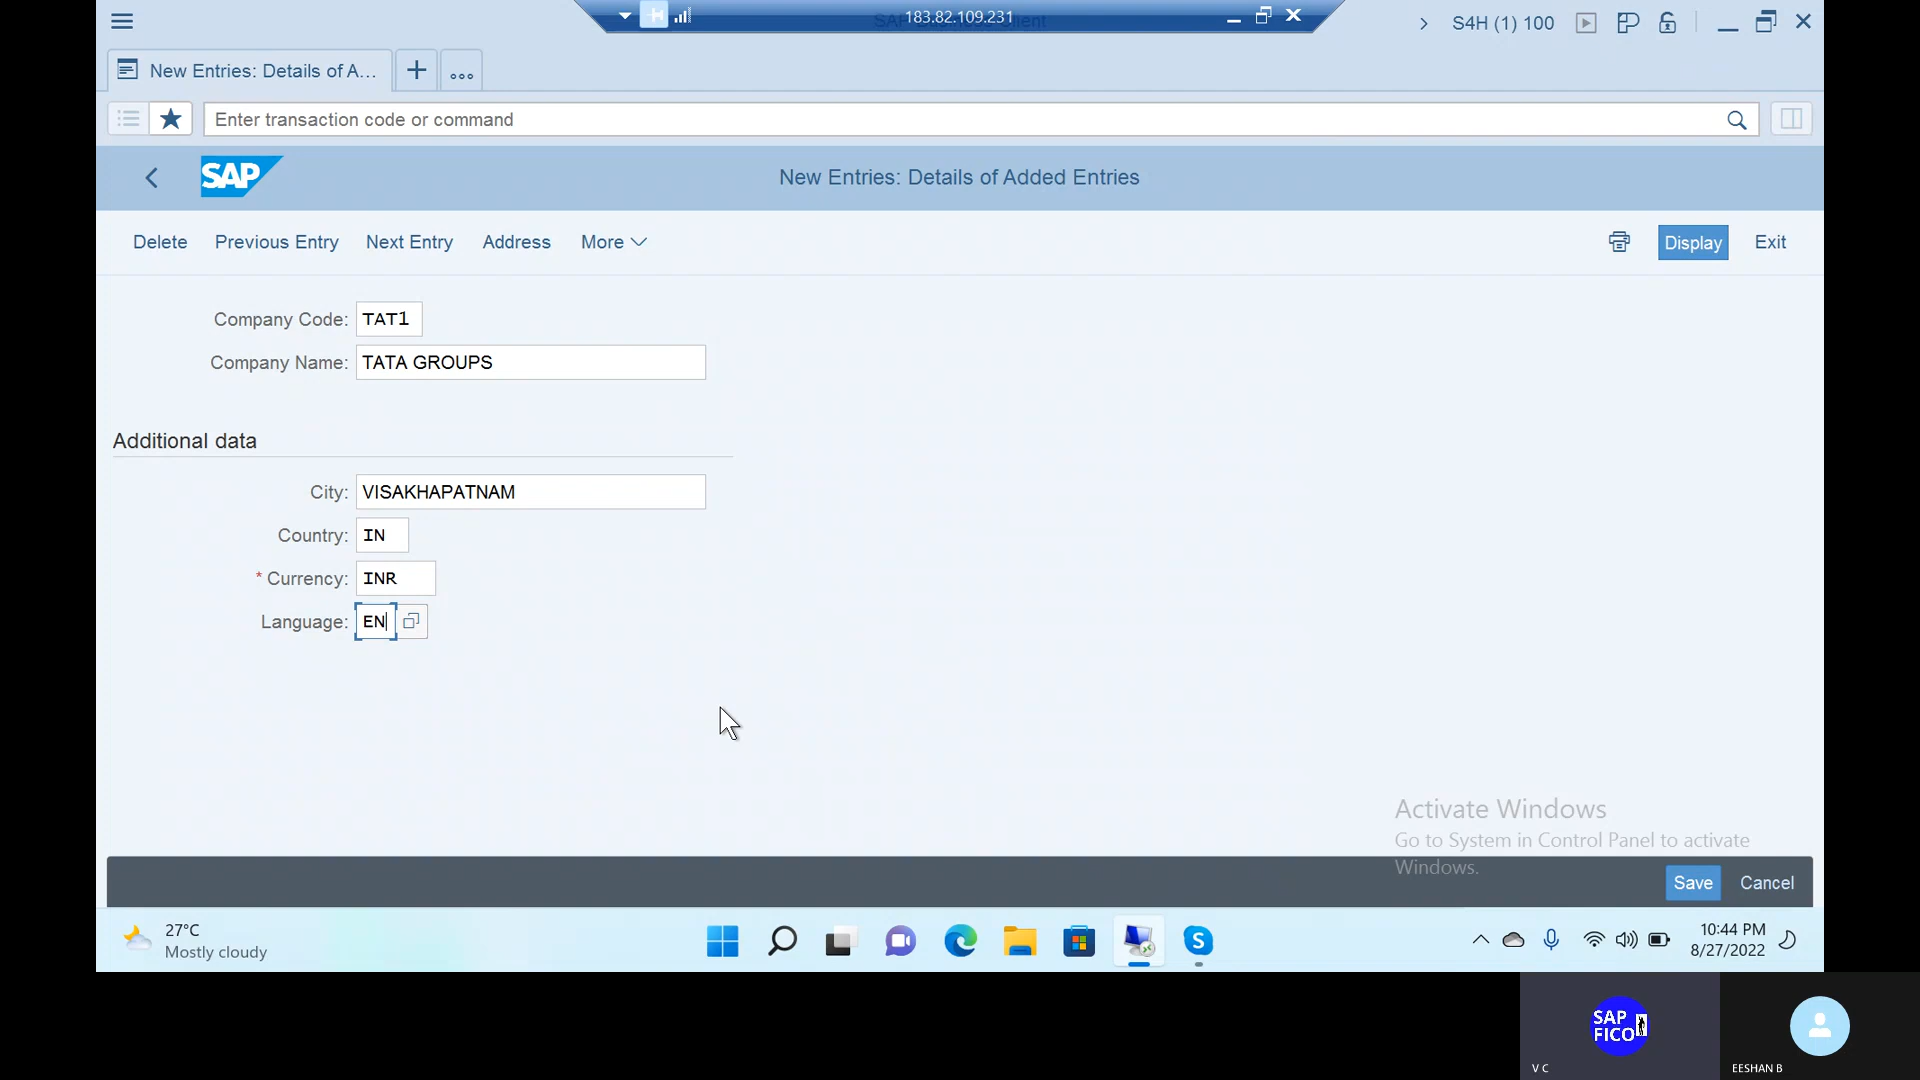 183.82.109.231
S4H (1) 100
New Entries: Details of A...
Enter transaction code or command
SAP
New Entries: Details of Added Entries
Delete Previous Entry Next Entry Address More
Display Exit
Company Code: TAT1
Company Name: TATA GROUPS
Additional data
City: VISAKHAPATNAM
Country: IN
* Currency: INR
Language: EN
Activate Windows
Go to System in Control Panel to activate
Windows.
Save Cancel
27°C
Mostly cloudy
10:44 PM
8/27/2022
SAP
FICO
V C
EESHAN B